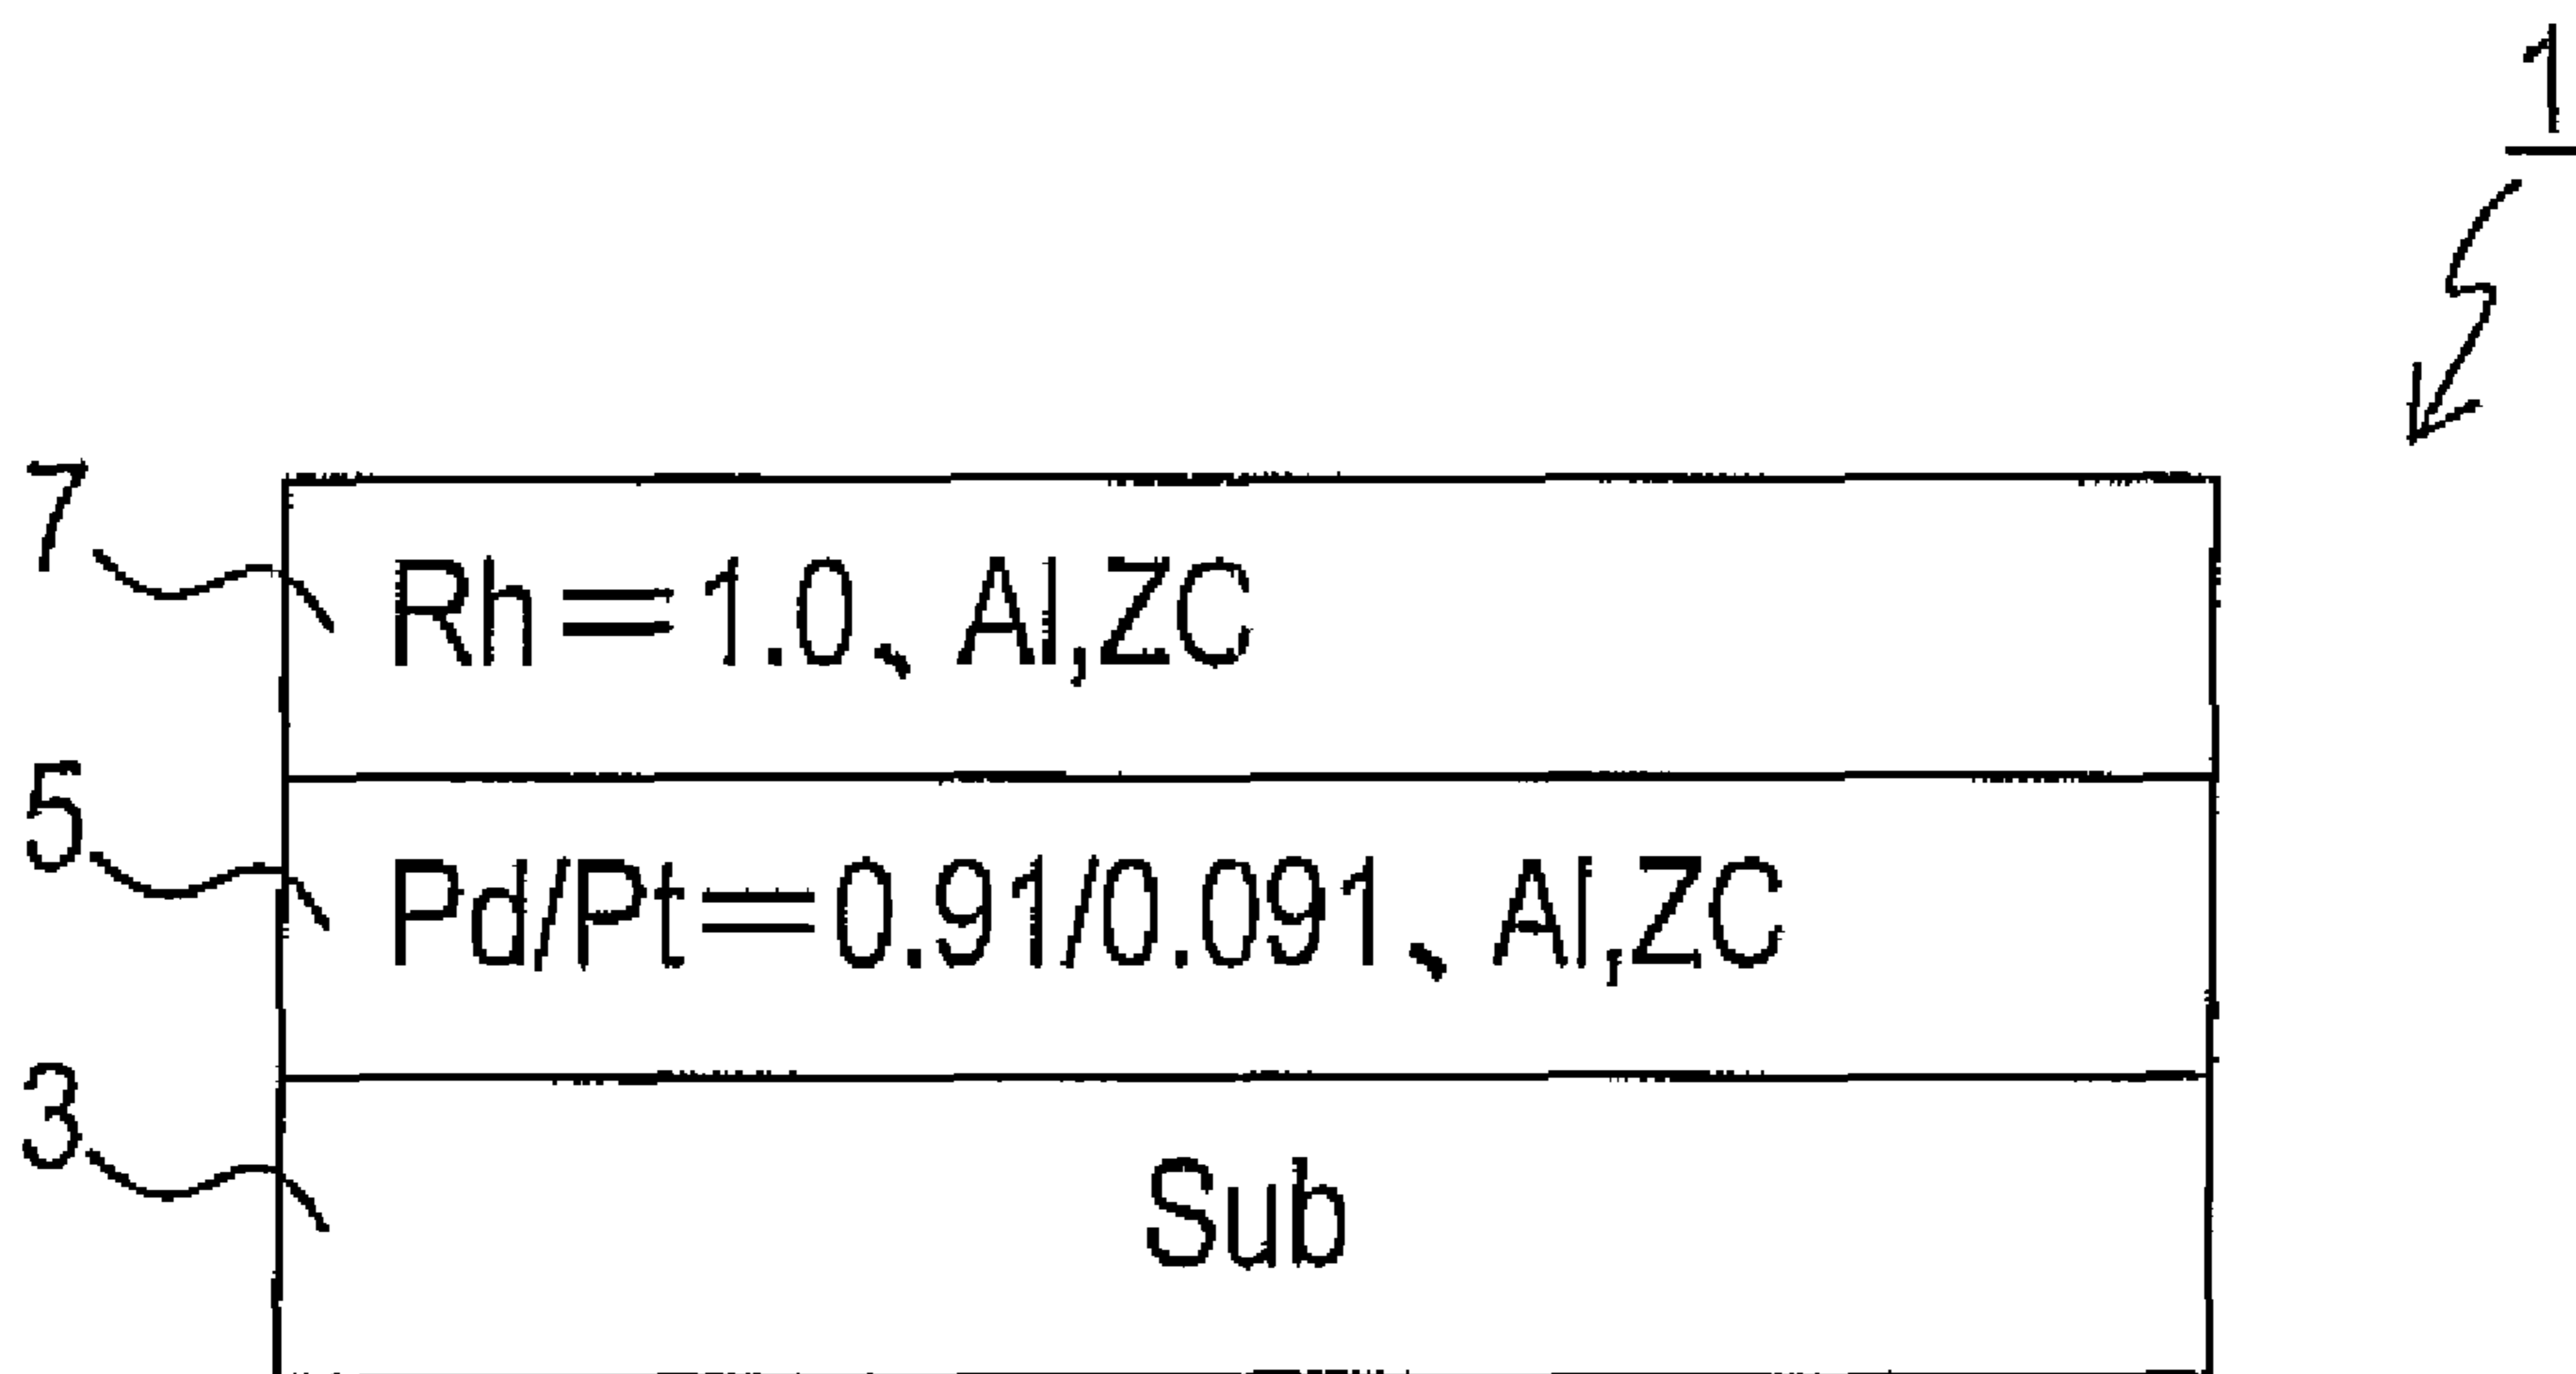 1
7 Rh=1.0、Al,ZC
5 Pd/Pt=0.91/0.091、Al,ZC
3 Sub